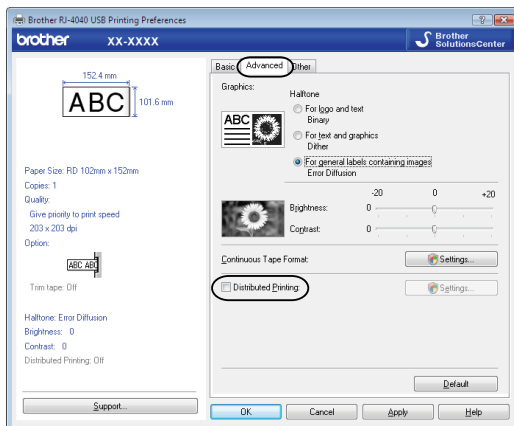 Brother RJ-4040 USB Printing Preferences
brother XX-XXXX
Brother
SolutionsCenter
152.4 mm
ABC
101.6 mm
Paper Size: RD 102mm x 152mm
Copies: 1
Quality:
Give priority to print speed
203 x 203 dpi
Option:
ABC ABC
Trim tape: Off
Halftone: Error Diffusion
Brightness: 0
Contrast: 0
Distributed Printing: Off
Support...
Basic Advanced Other
Graphics:
Halftone
ABC
For logo and text
Binary
For text and graphics
Dither
For general labels containing images
Error Diffusion
-20 0 +20
Brightness: 0
Contrast: 0
Continuous Tape Format: Settings...
Distributed Printing: Settings...
Default
OK Cancel Apply Help